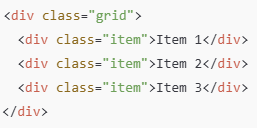 <div class="grid">
  <div class="item">Item 1</div>
  <div class="item">Item 2</div>
  <div class="item">Item 3</div>
</div>